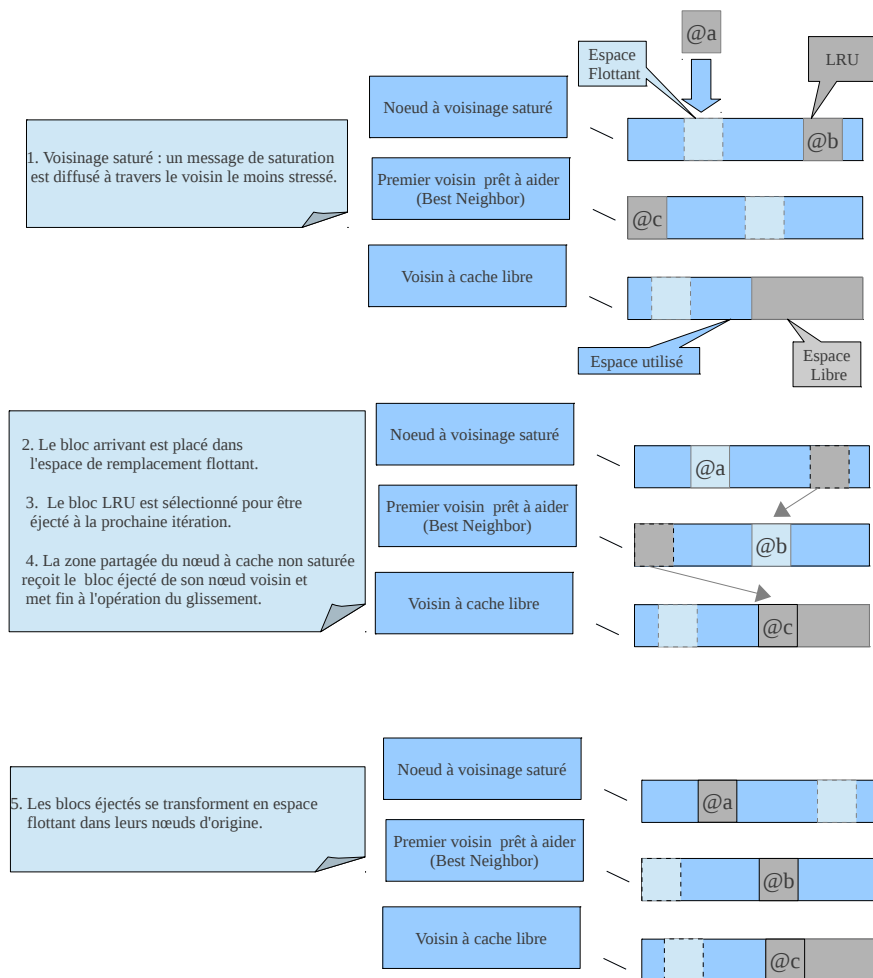 @a
Espace
Flottant
LRU
Noeud à voisinage saturé
@b
1. Voisinage saturé : un message de saturation
est diffusé à travers le voisin le moins stressé.
Premier voisin prêt à aider
(Best Neighbor)
@c
Voisin à cache libre
Espace utilisé
Espace
Libre
2. Le bloc arrivant est placé dans
l'espace de remplacement flottant.
3. Le bloc LRU est sélectionné pour être
éjecté à la prochaine itération.
4. La zone partagée du nœud à cache non saturée
reçoit le bloc éjecté de son nœud voisin et
met fin à l'opération du glissement.
Noeud à voisinage saturé
@a
Premier voisin prêt à aider
(Best Neighbor)
@b
Voisin à cache libre
@c
5. Les blocs éjectés se transforment en espace
flottant dans leurs nœuds d'origine.
Noeud à voisinage saturé
@a
Premier voisin prêt à aider
(Best Neighbor)
@b
Voisin à cache libre
@c